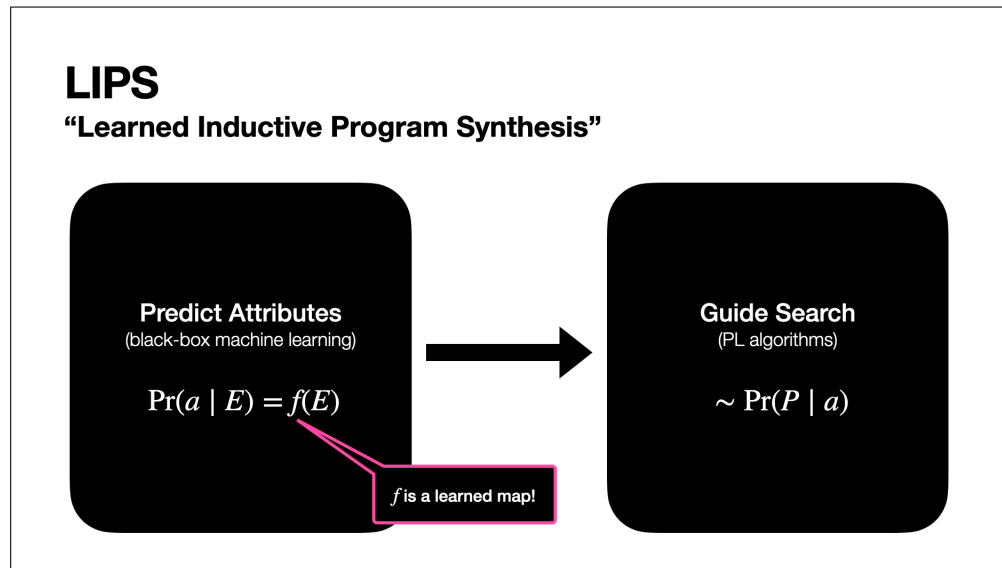 LIPS
“Learned Inductive Program Synthesis”
Predict Attributes
(black-box machine learning)
Pr(a | E) = f(E)
f is a learned map!
Guide Search
(PL algorithms)
∼ Pr(P | a)